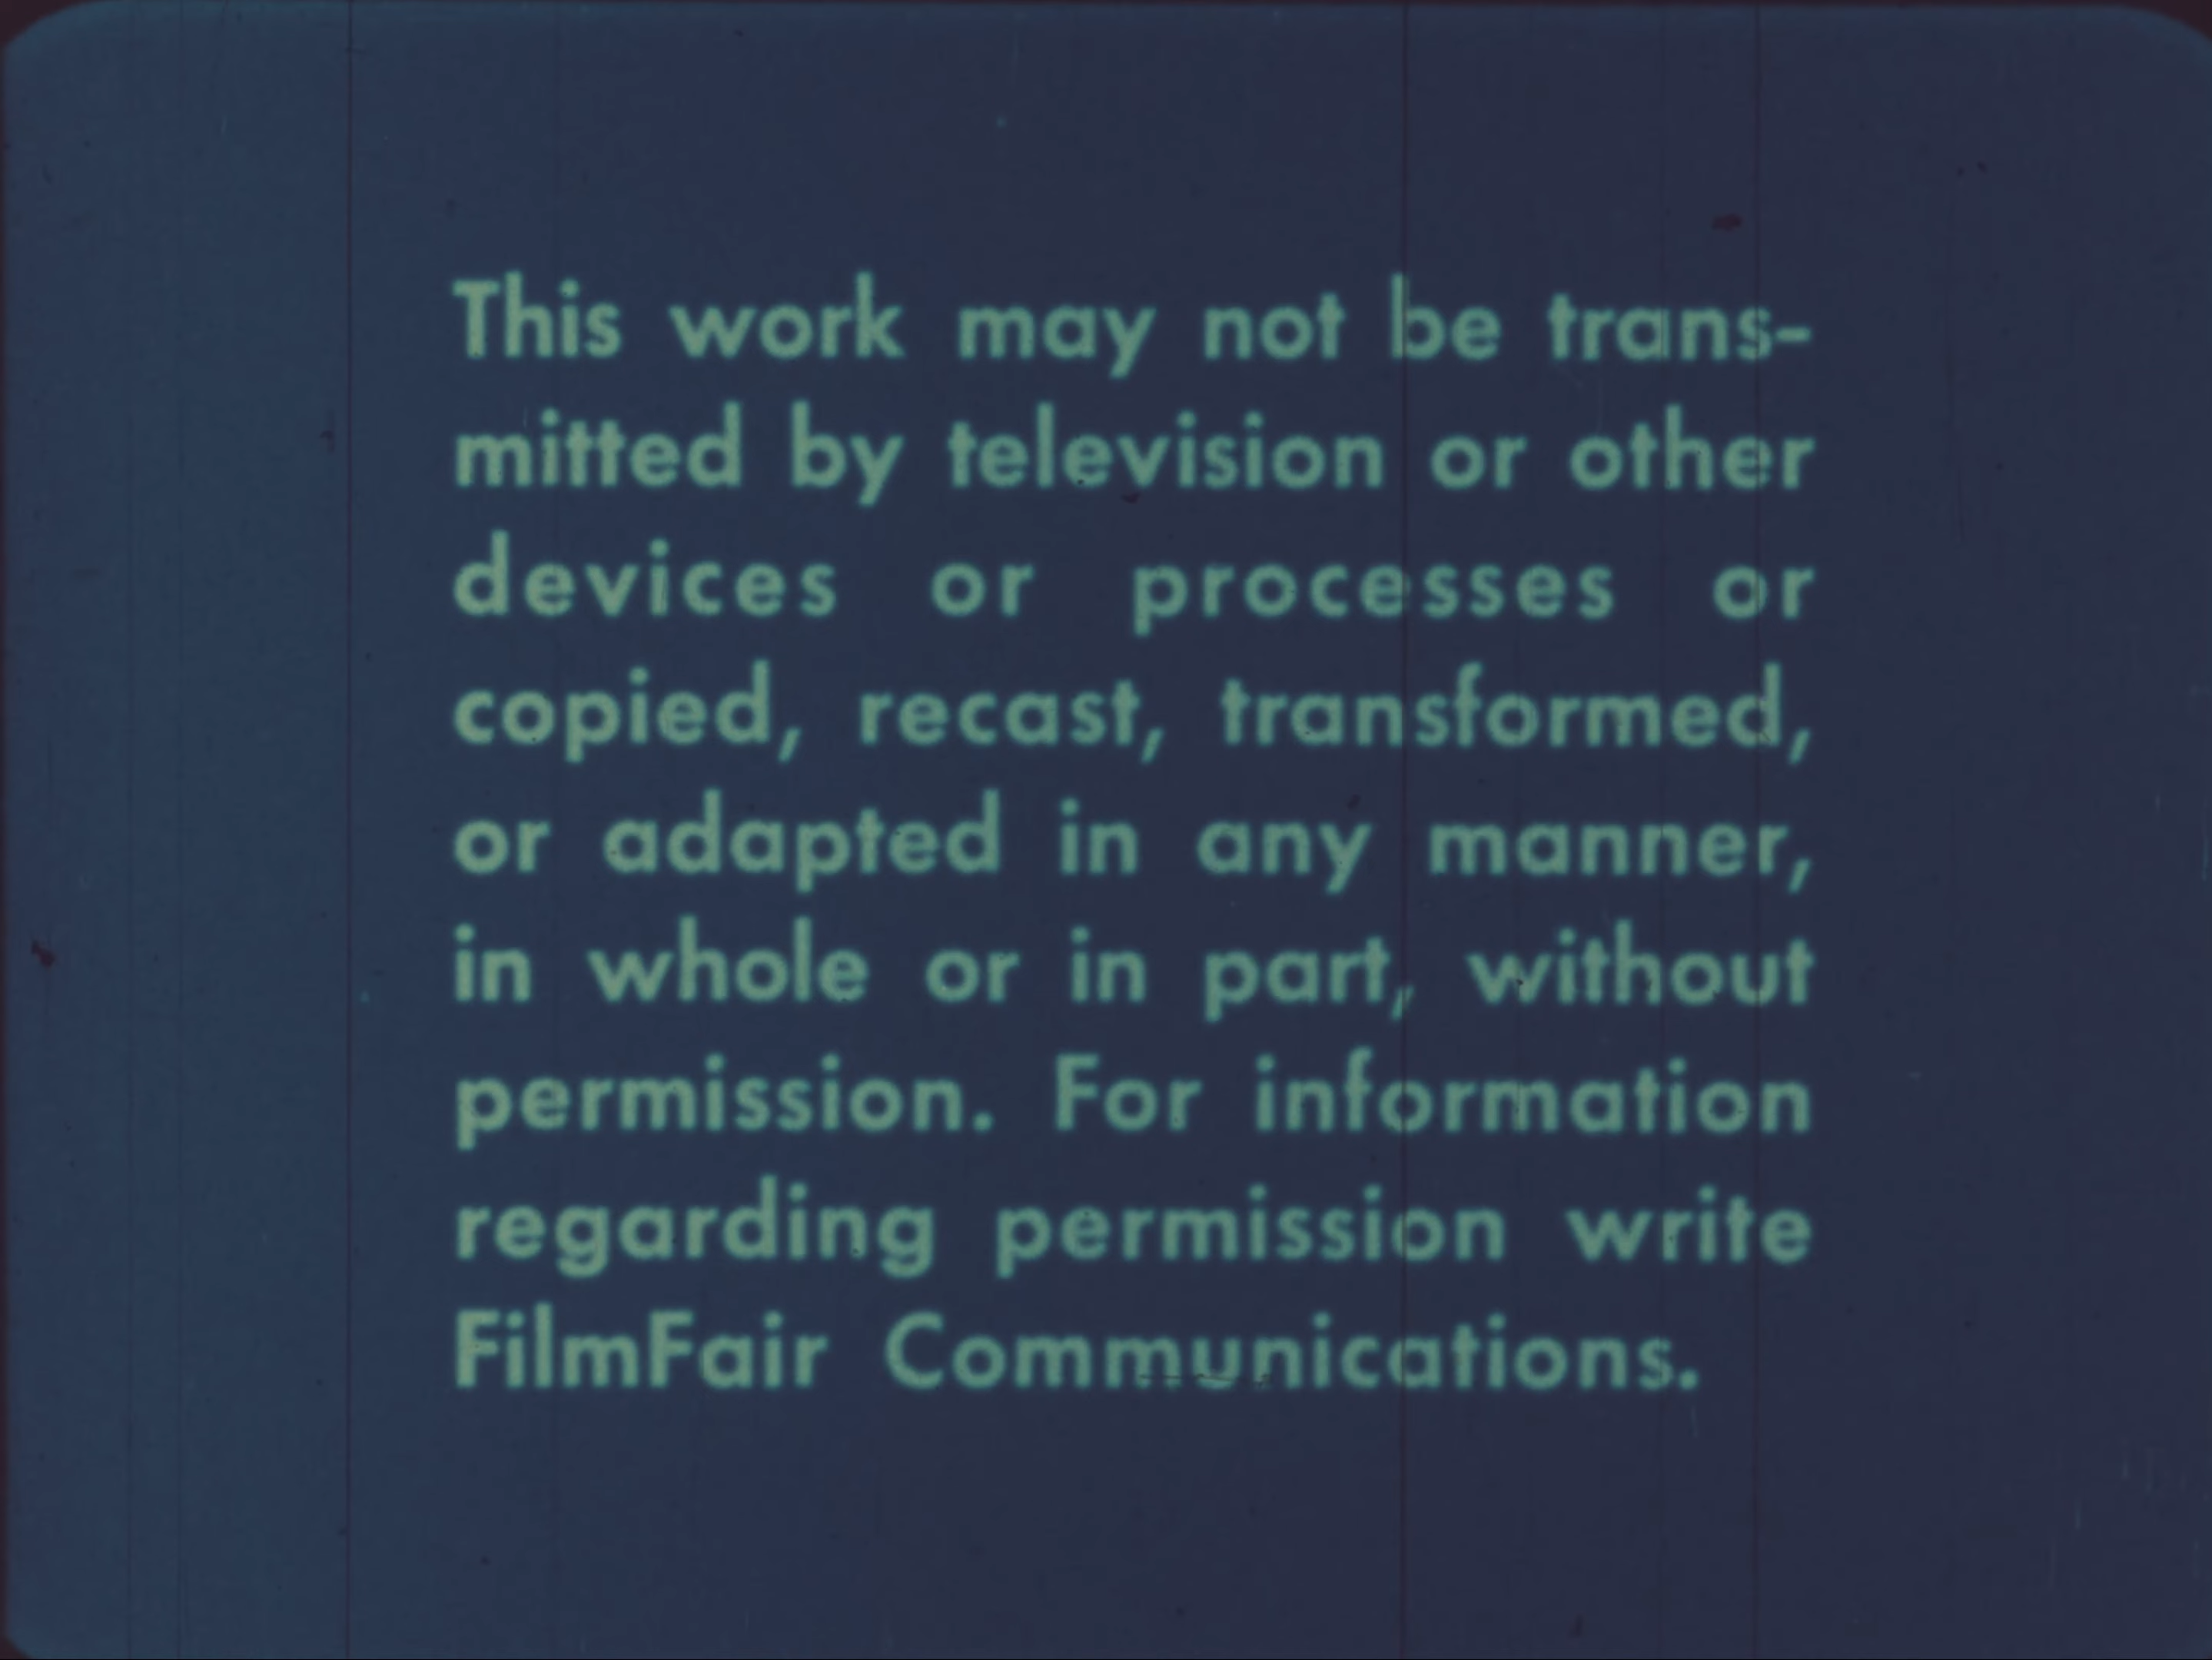 This work may not be trans-
mitted by television or other
devices or processes or
copied, recast, transformed,
or adapted in any manner,
in whole or in part, without
permission. For information
regarding permission write
FilmFair Communications.